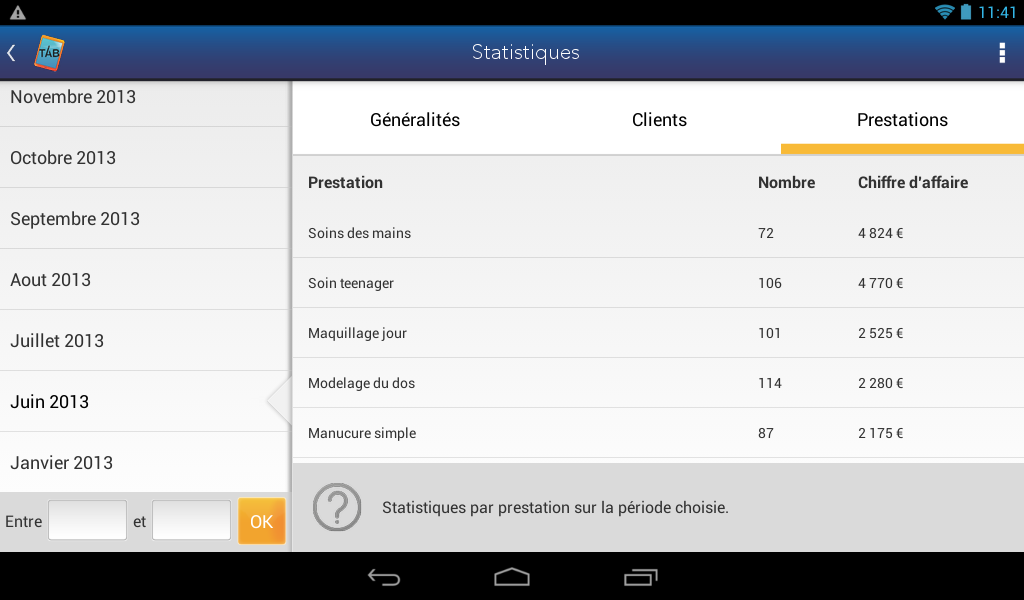 11:41
TAB
Statistiques
Novembre 2013
Octobre 2013
Septembre 2013
Aout 2013
Juillet 2013
Juin 2013
Janvier 2013
Entre et OK
Généralités Clients Prestations
Prestation Nombre Chiffre d'affaire
Soins des mains 72 4 824 €
Soin teenager 106 4 770 €
Maquillage jour 101 2 525 €
Modelage du dos 114 2 280 €
Manucure simple 87 2 175 €
? Statistiques par prestation sur la période choisie.